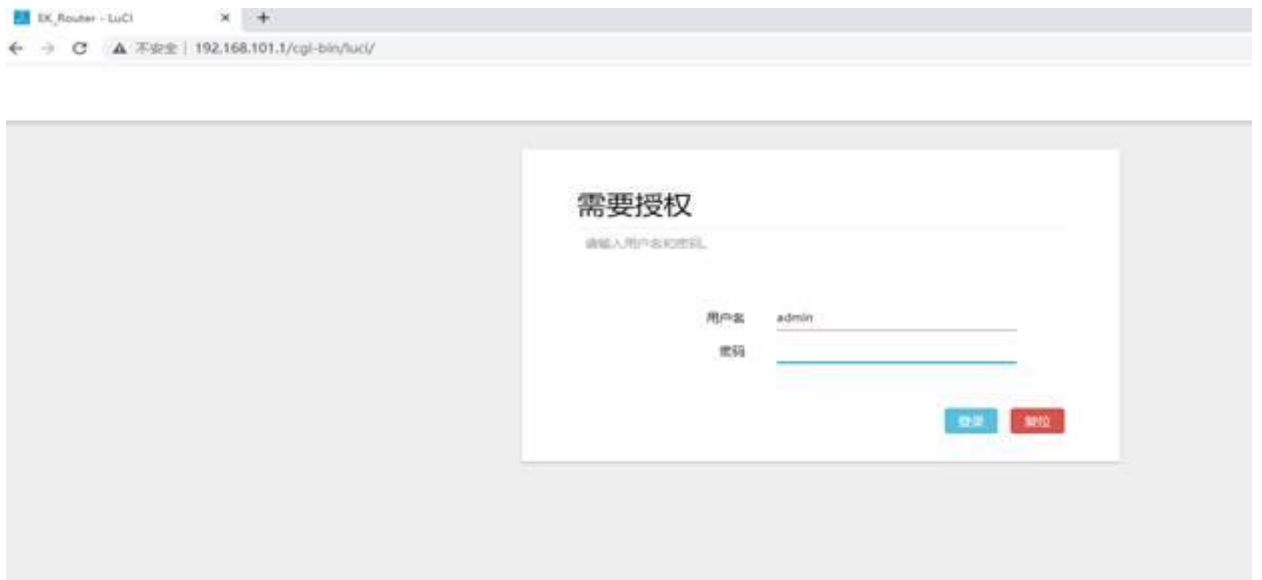 EK_Router - LuCI
不安全 | 192.168.101.1/cgi-bin/luci/
需要授权
请输入用户名和密码。
用户名 admin
密码
登录 复位